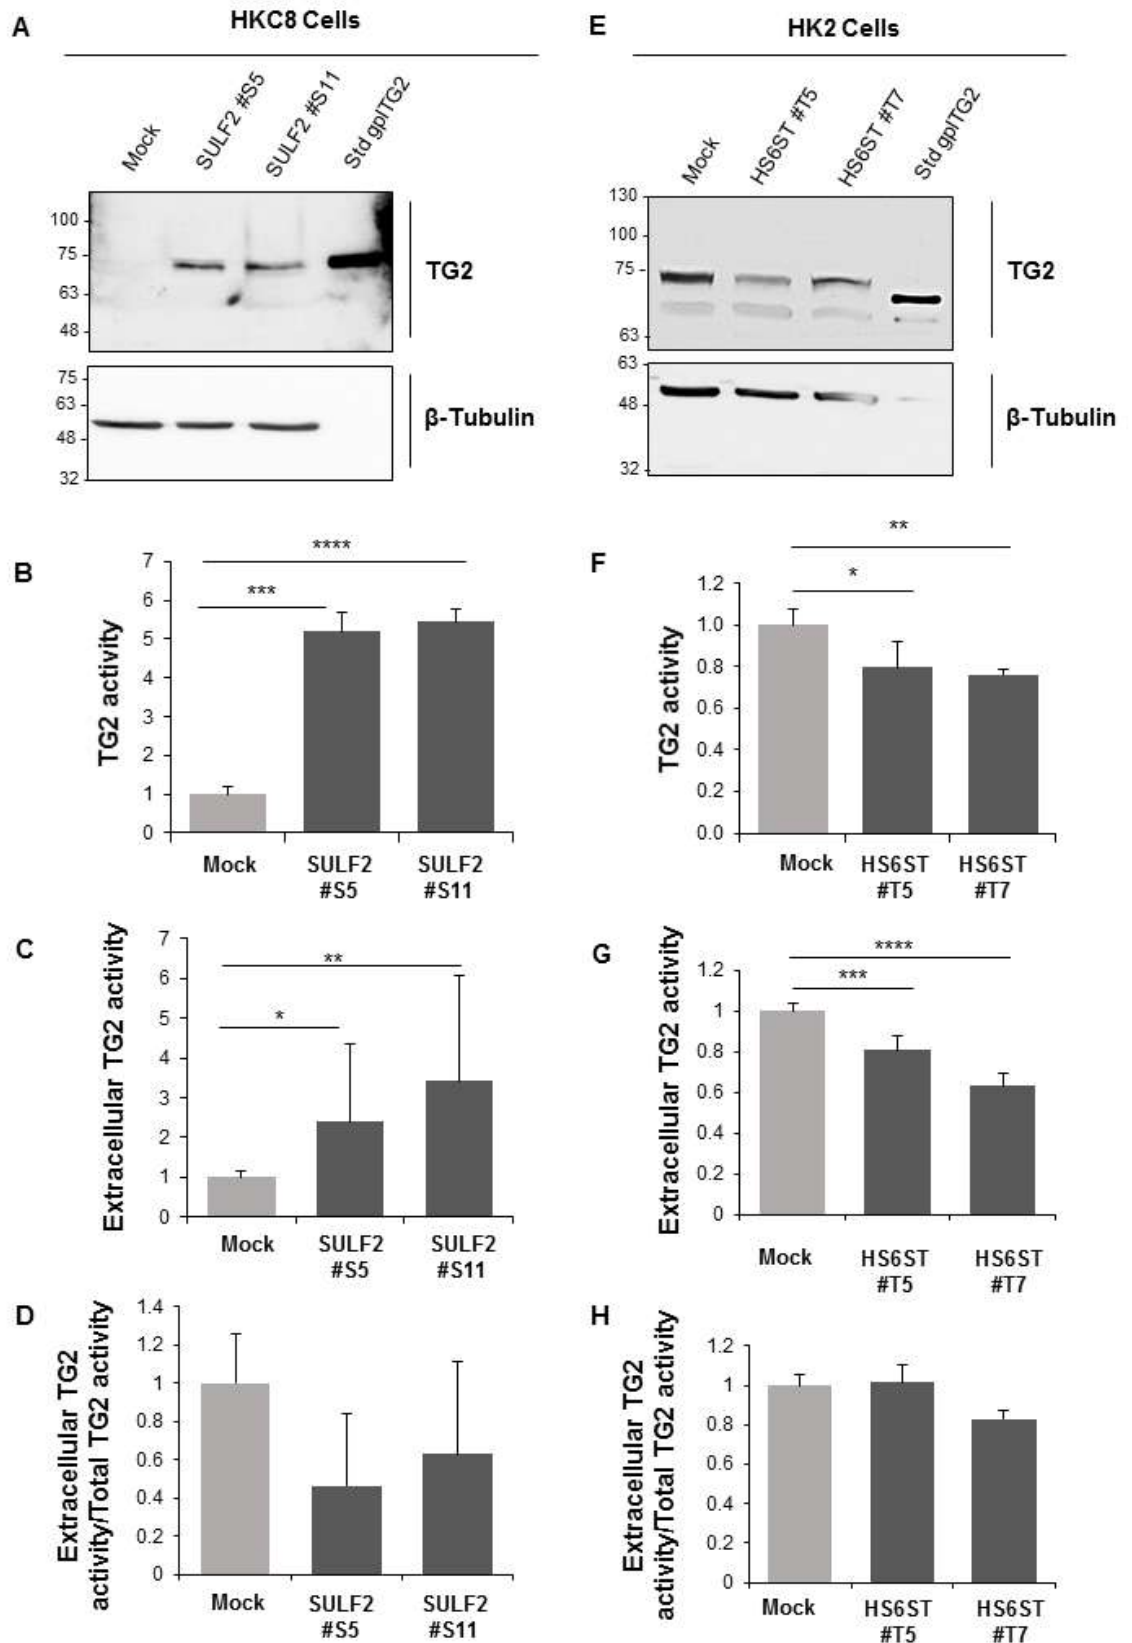 A
HKC8 Cells
Mock
SULF2 #S5
SULF2 #S11
Std gplTG2
100
75
63
48
TG2
75
63
48
32
β-Tubulin
B
TG2 activity
7
6
5
4
3
2
1
0
***
****
Mock
SULF2
#S5
SULF2
#S11
C
Extracellular TG2 activity
7
6
5
4
3
2
1
0
*
**
Mock
SULF2
#S5
SULF2
#S11
D
Extracellular TG2
activity/Total TG2 activity
1.4
1.2
1
0.8
0.6
0.4
0.2
0
Mock
SULF2
#S5
SULF2
#S11
E
HK2 Cells
Mock
HS6ST #T5
HS6ST #T7
Std gplTG2
130
100
75
63
TG2
63
48
32
β-Tubulin
F
TG2 activity
1.2
1.0
0.8
0.6
0.4
0.2
0.0
**
*
Mock
HS6ST
#T5
HS6ST
#T7
G
Extracellular TG2 activity
1.2
1
0.8
0.6
0.4
0.2
0
****
***
Mock
HS6ST
#T5
HS6ST
#T7
H
Extracellular TG2
activity/Total TG2 activity
1.2
1
0.8
0.6
0.4
0.2
0
Mock
HS6ST
#T5
HS6ST
#T7